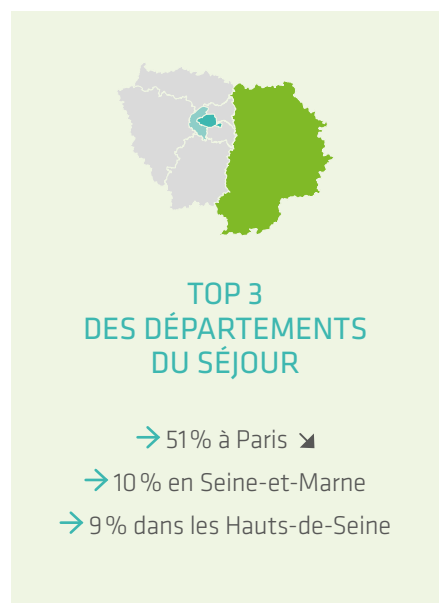 TOP 3
DES DÉPARTEMENTS
DU SÉJOUR
→ 51 % à Paris ↘
→ 10 % en Seine-et-Marne
→ 9 % dans les Hauts-de-Seine